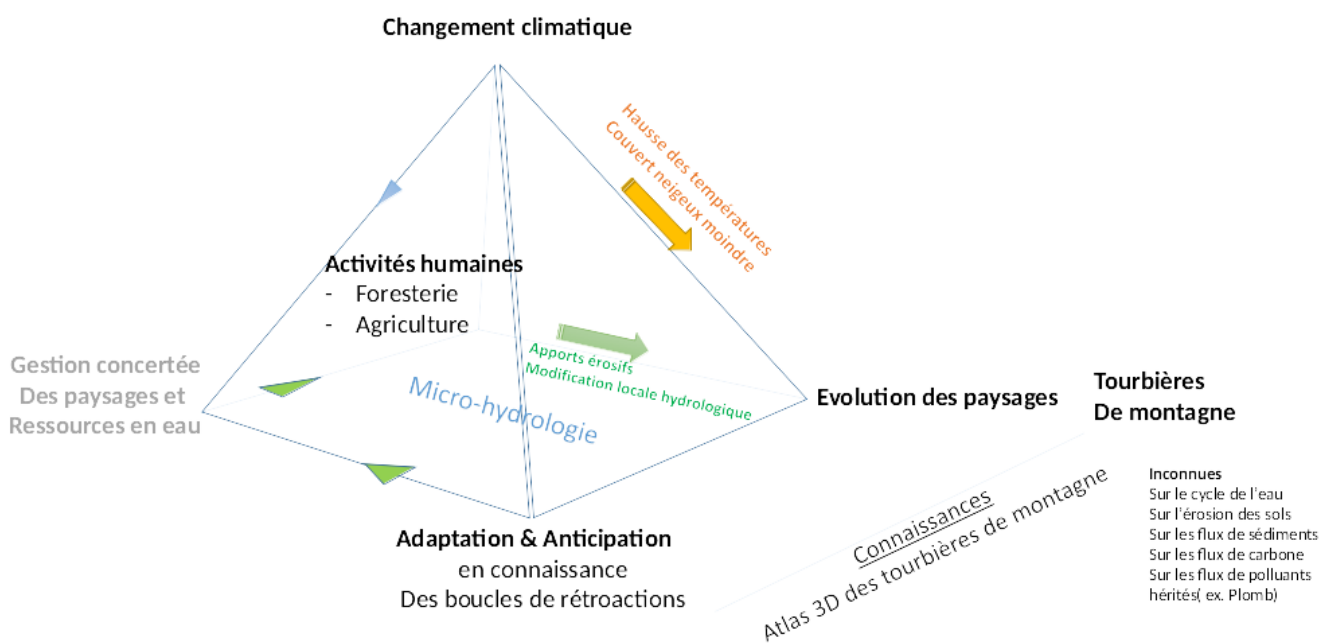 Changement climatique
Hausse des températures
Couvert neigeux moindre
Activités humaines
- Foresterie
- Agriculture
Apports érosifs
Modification locale hydrologique
Micro-hydrologie
Gestion concertée
Des paysages et
Ressources en eau
Evolution des paysages
Tourbières
De montagne
Adaptation & Anticipation
en connaissance
Des boucles de rétroactions
Connaissances
Atlas 3D des tourbières de montagne
Inconnues
Sur le cycle de l'eau
Sur l'érosion des sols
Sur les flux de sédiments
Sur les flux de carbone
Sur les flux de polluants
hérités( ex. Plomb)